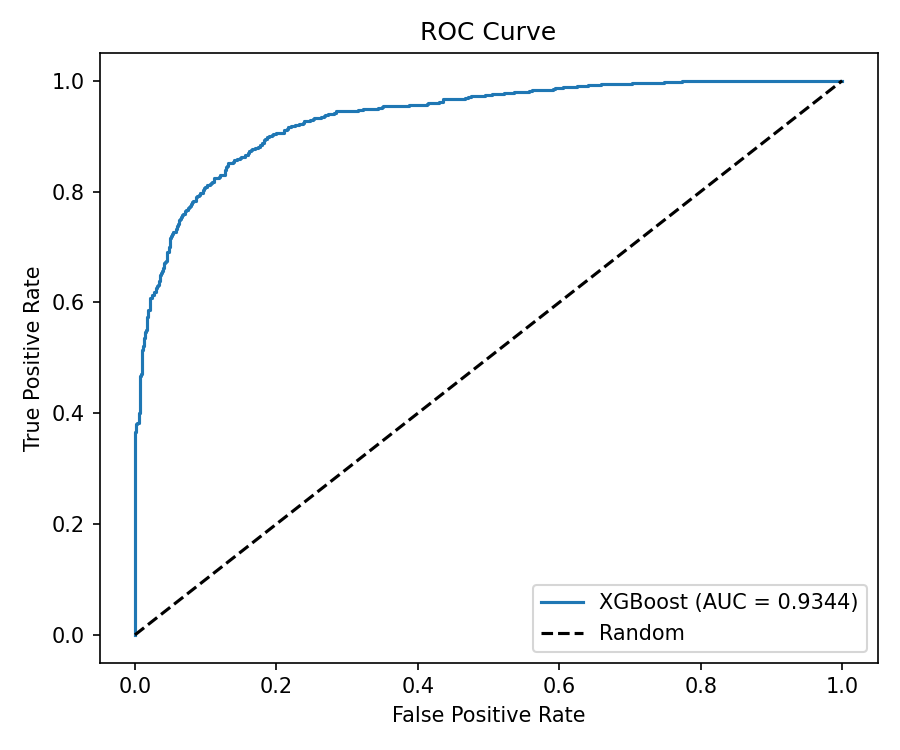 ROC Curve
True Positive Rate
1.0
0.8
0.6
0.4
0.2
0.0
XGBoost (AUC = 0.9344)
Random
0.0 0.2 0.4 0.6 0.8 1.0
False Positive Rate